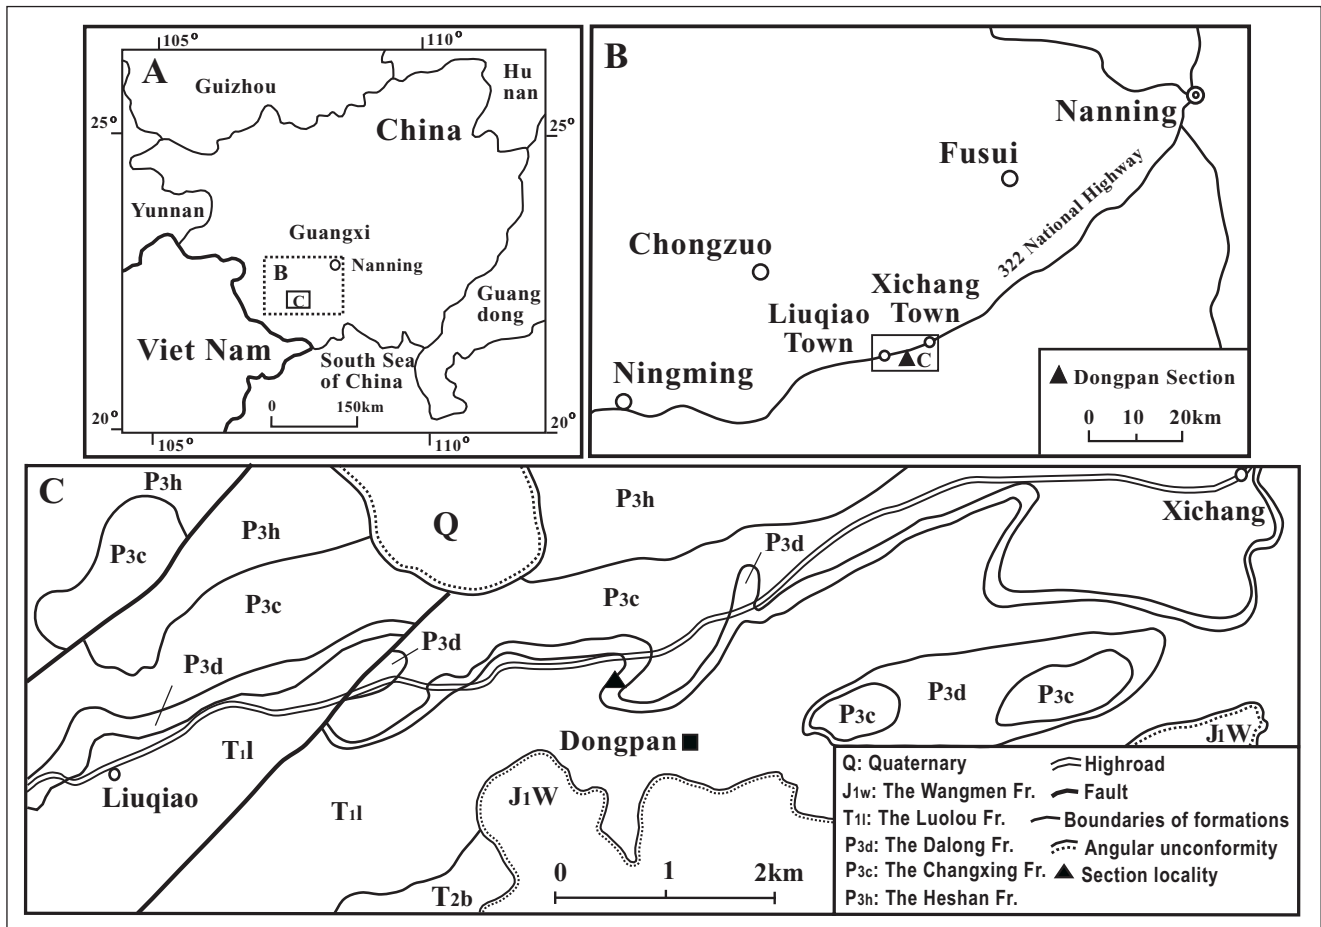 105°
110°
A
Guizhou
Hu
nan
China
25°
25°
Yunnan
Guangxi
B
Nanning
C
Guang
dong
Viet Nam
South Sea
of China
0
150km
20°
20°
105°
110°
B
Nanning
Fusui
322 National Highway
Chongzuo
Xichang
Town
Liuqiao
Town
C
Ningming
Dongpan Section
0 10 20km
C
P3h
P3h
P3c
Q
P3h
Xichang
P3d
P3c
P3c
P3d
P3d
P3d
P3c
P3c
T1l
Dongpan
J1W
Liuqiao
T1l
J1W
0 1 2km
T2b
Q: Quaternary
Highroad
J1w: The Wangmen Fr.
Fault
T1l: The Luolou Fr.
Boundaries of formations
P3d: The Dalong Fr.
Angular unconformity
P3c: The Changxing Fr.
Section locality
P3h: The Heshan Fr.